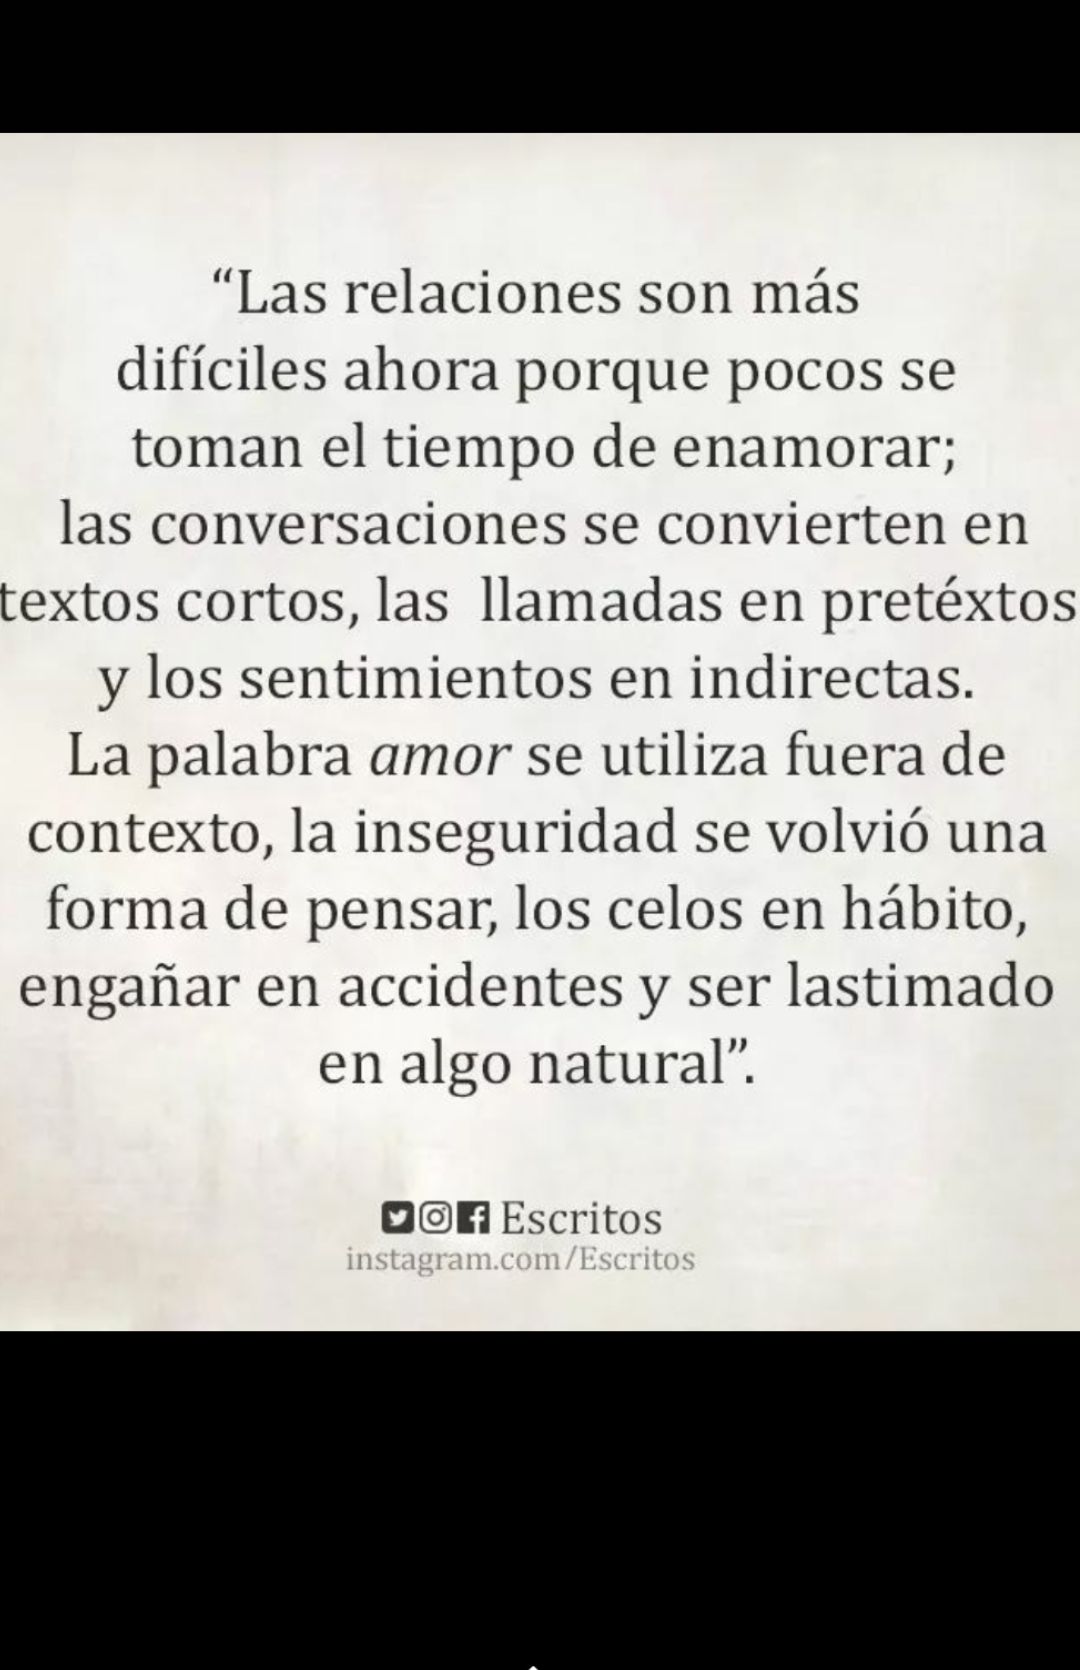 “Las relaciones son más
difíciles ahora porque pocos se
toman el tiempo de enamorar;
las conversaciones se convierten en
textos cortos, las llamadas en pretéxtos
y los sentimientos en indirectas.
La palabra amor se utiliza fuera de
contexto, la inseguridad se volvió una
forma de pensar, los celos en hábito,
engañar en accidentes y ser lastimado
en algo natural”.
Escritos
instagram.com/Escritos